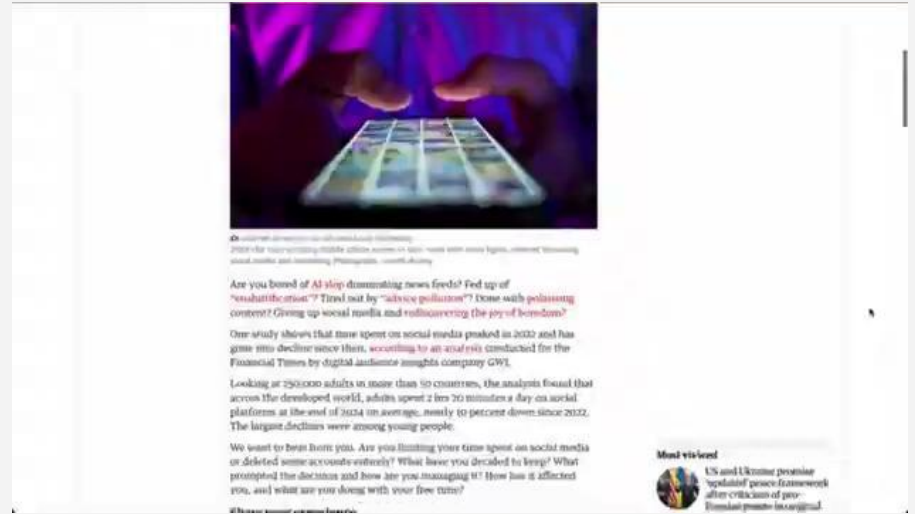 Are you bored of AI slop dominating news feeds? Fed up of
"enshittification"? Tired out by "advice pollution"? Done with polarising
content? Giving up social media and rediscovering the joy of boredom?
One study shows that time spent on social media peaked in 2022 and has
gone into decline since then, according to an analysis conducted for the
Financial Times by digital audience insights company GWI.
Looking at 250,000 adults in more than 50 countries, the analysis found that
across the developed world, adults spent 2 hrs 20 minutes a day on social
platforms at the end of 2024 on average, nearly 10 percent down since 2022.
The largest declines were among young people.
We want to hear from you. Are you limiting your time spent on social media
or deleted some accounts entirely? What have you decided to keep? What
prompted the decision and how are you managing it? How has it affected
you, and what are you doing with your free time?
Share your experience
Most viewed
US and Ukraine promise
'updated' peace framework
after criticism of pro-
Russian points in original